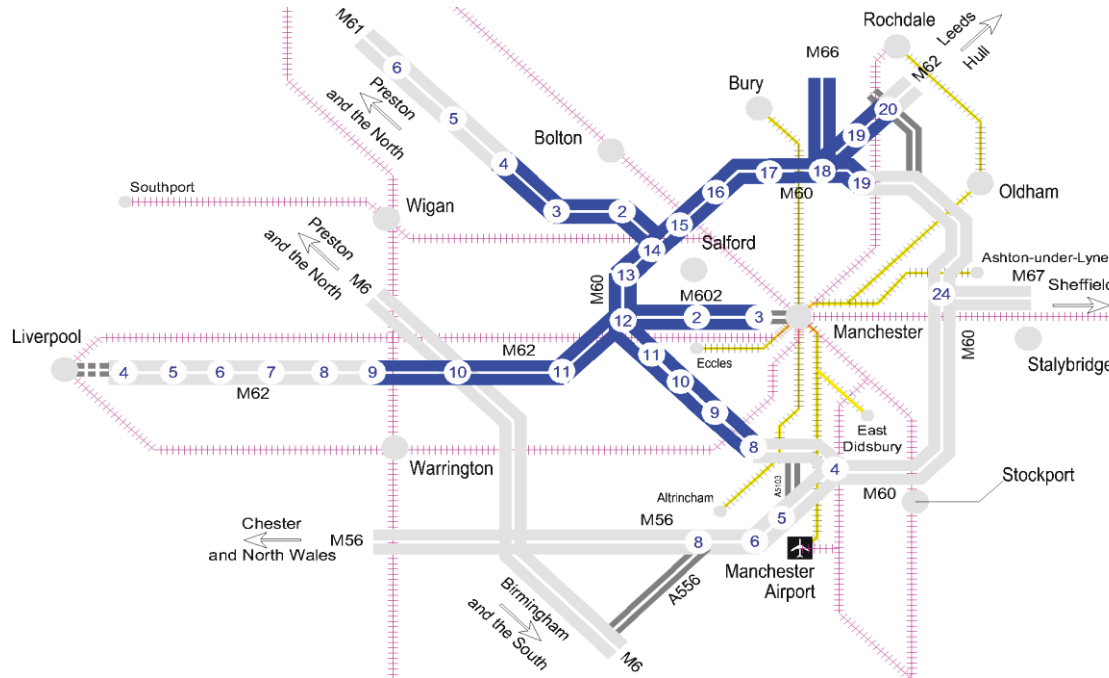 Rochdale
Leeds
Hull
M62
M61
M66
6
Bury
20
Preston
and the North
5
19
Bolton
4
18
17
M60
19
16
Southport
Oldham
Wigan
3
2
15
14
Salford
Preston
and the North
Ashton-under-Lyne
M67
Sheffield
13
M6
M60
24
M602
12
2
3
Manchester
M60
Liverpool
Stalybridge
M62
11
Eccles
4
5
6
7
8
9
10
11
10
M62
9
East
Didsbury
8
Warrington
4
M60
Stockport
A5103
Altrincham
5
Chester
and North Wales
M56
M56
8
6
Manchester
Airport
A556
Birmingham
and the South
M6